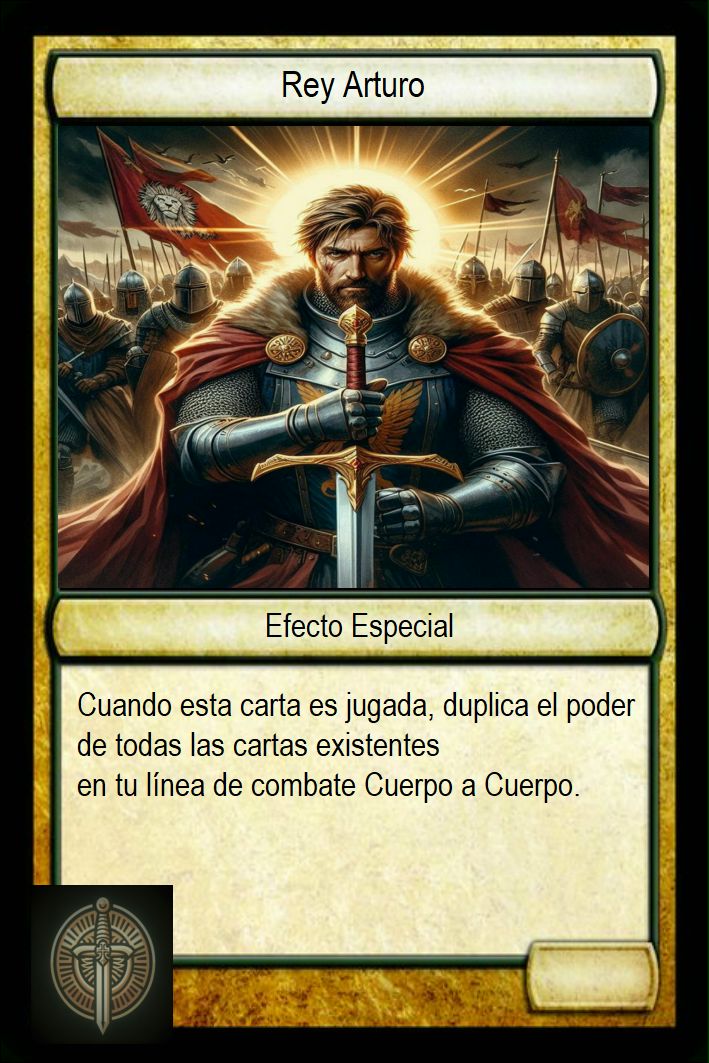 Rey Arturo
Efecto Especial
Cuando esta carta es jugada, duplica el poder
de todas las cartas existentes
en tu línea de combate Cuerpo a Cuerpo.